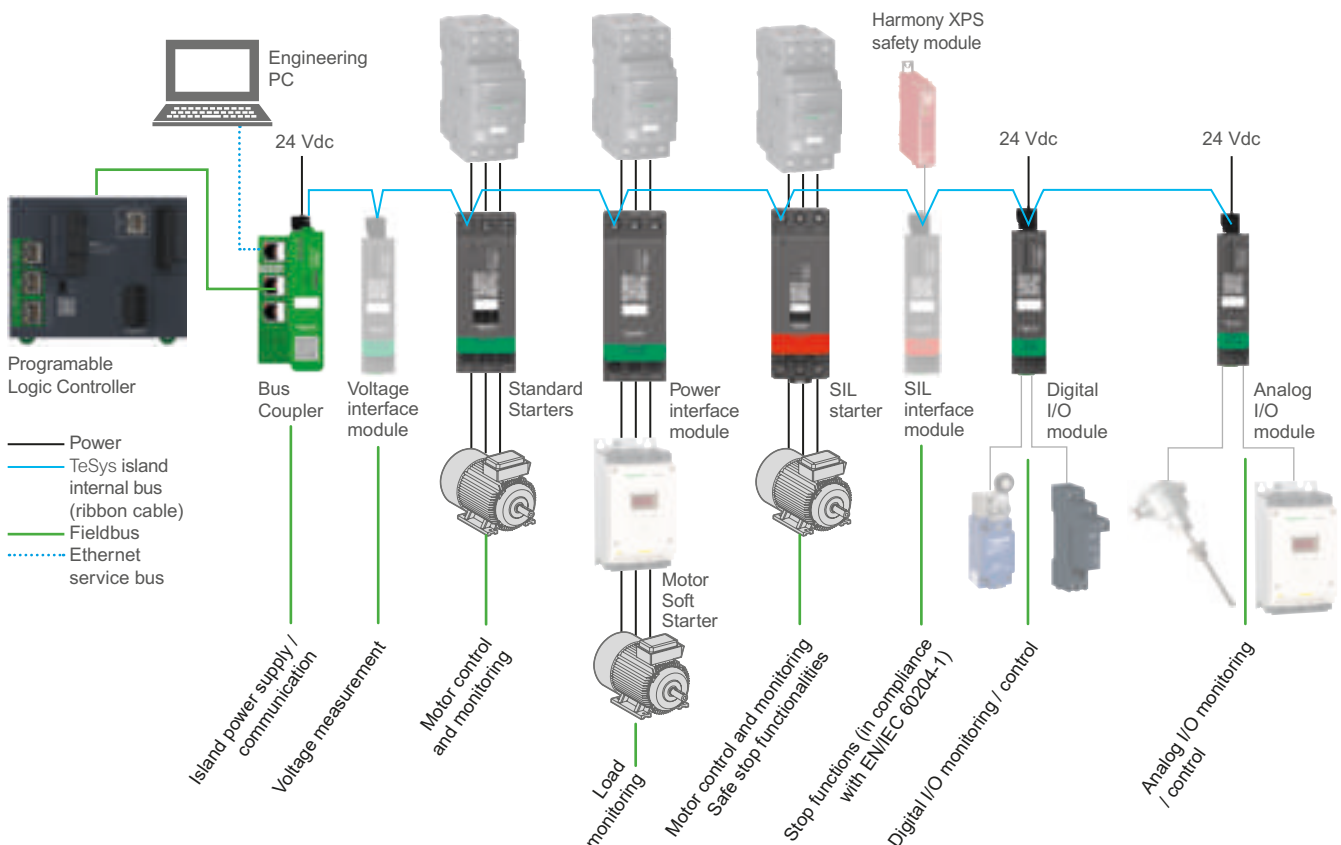 Harmony XPS
safety module
Engineering
PC
24 Vdc
24 Vdc
24 Vdc
Programable
Logic Controller
Bus
Coupler
Voltage
interface
module
Standard
Starters
Power
interface
module
SIL
starter
SIL
interface
module
Digital
I/O
module
Analog
I/O
module
Power
TeSys island
internal bus
(ribbon cable)
Fieldbus
Ethernet
service bus
Motor
Soft
Starter
Island power supply /
communication
Voltage measurement
Motor control
and monitoring
Load
monitoring
Motor control and monitoring
Safe stop functionalities
Stop functions (in compliance
with EN/IEC 60204-1)
Digital I/O monitoring / control
Analog I/O monitoring
/ control